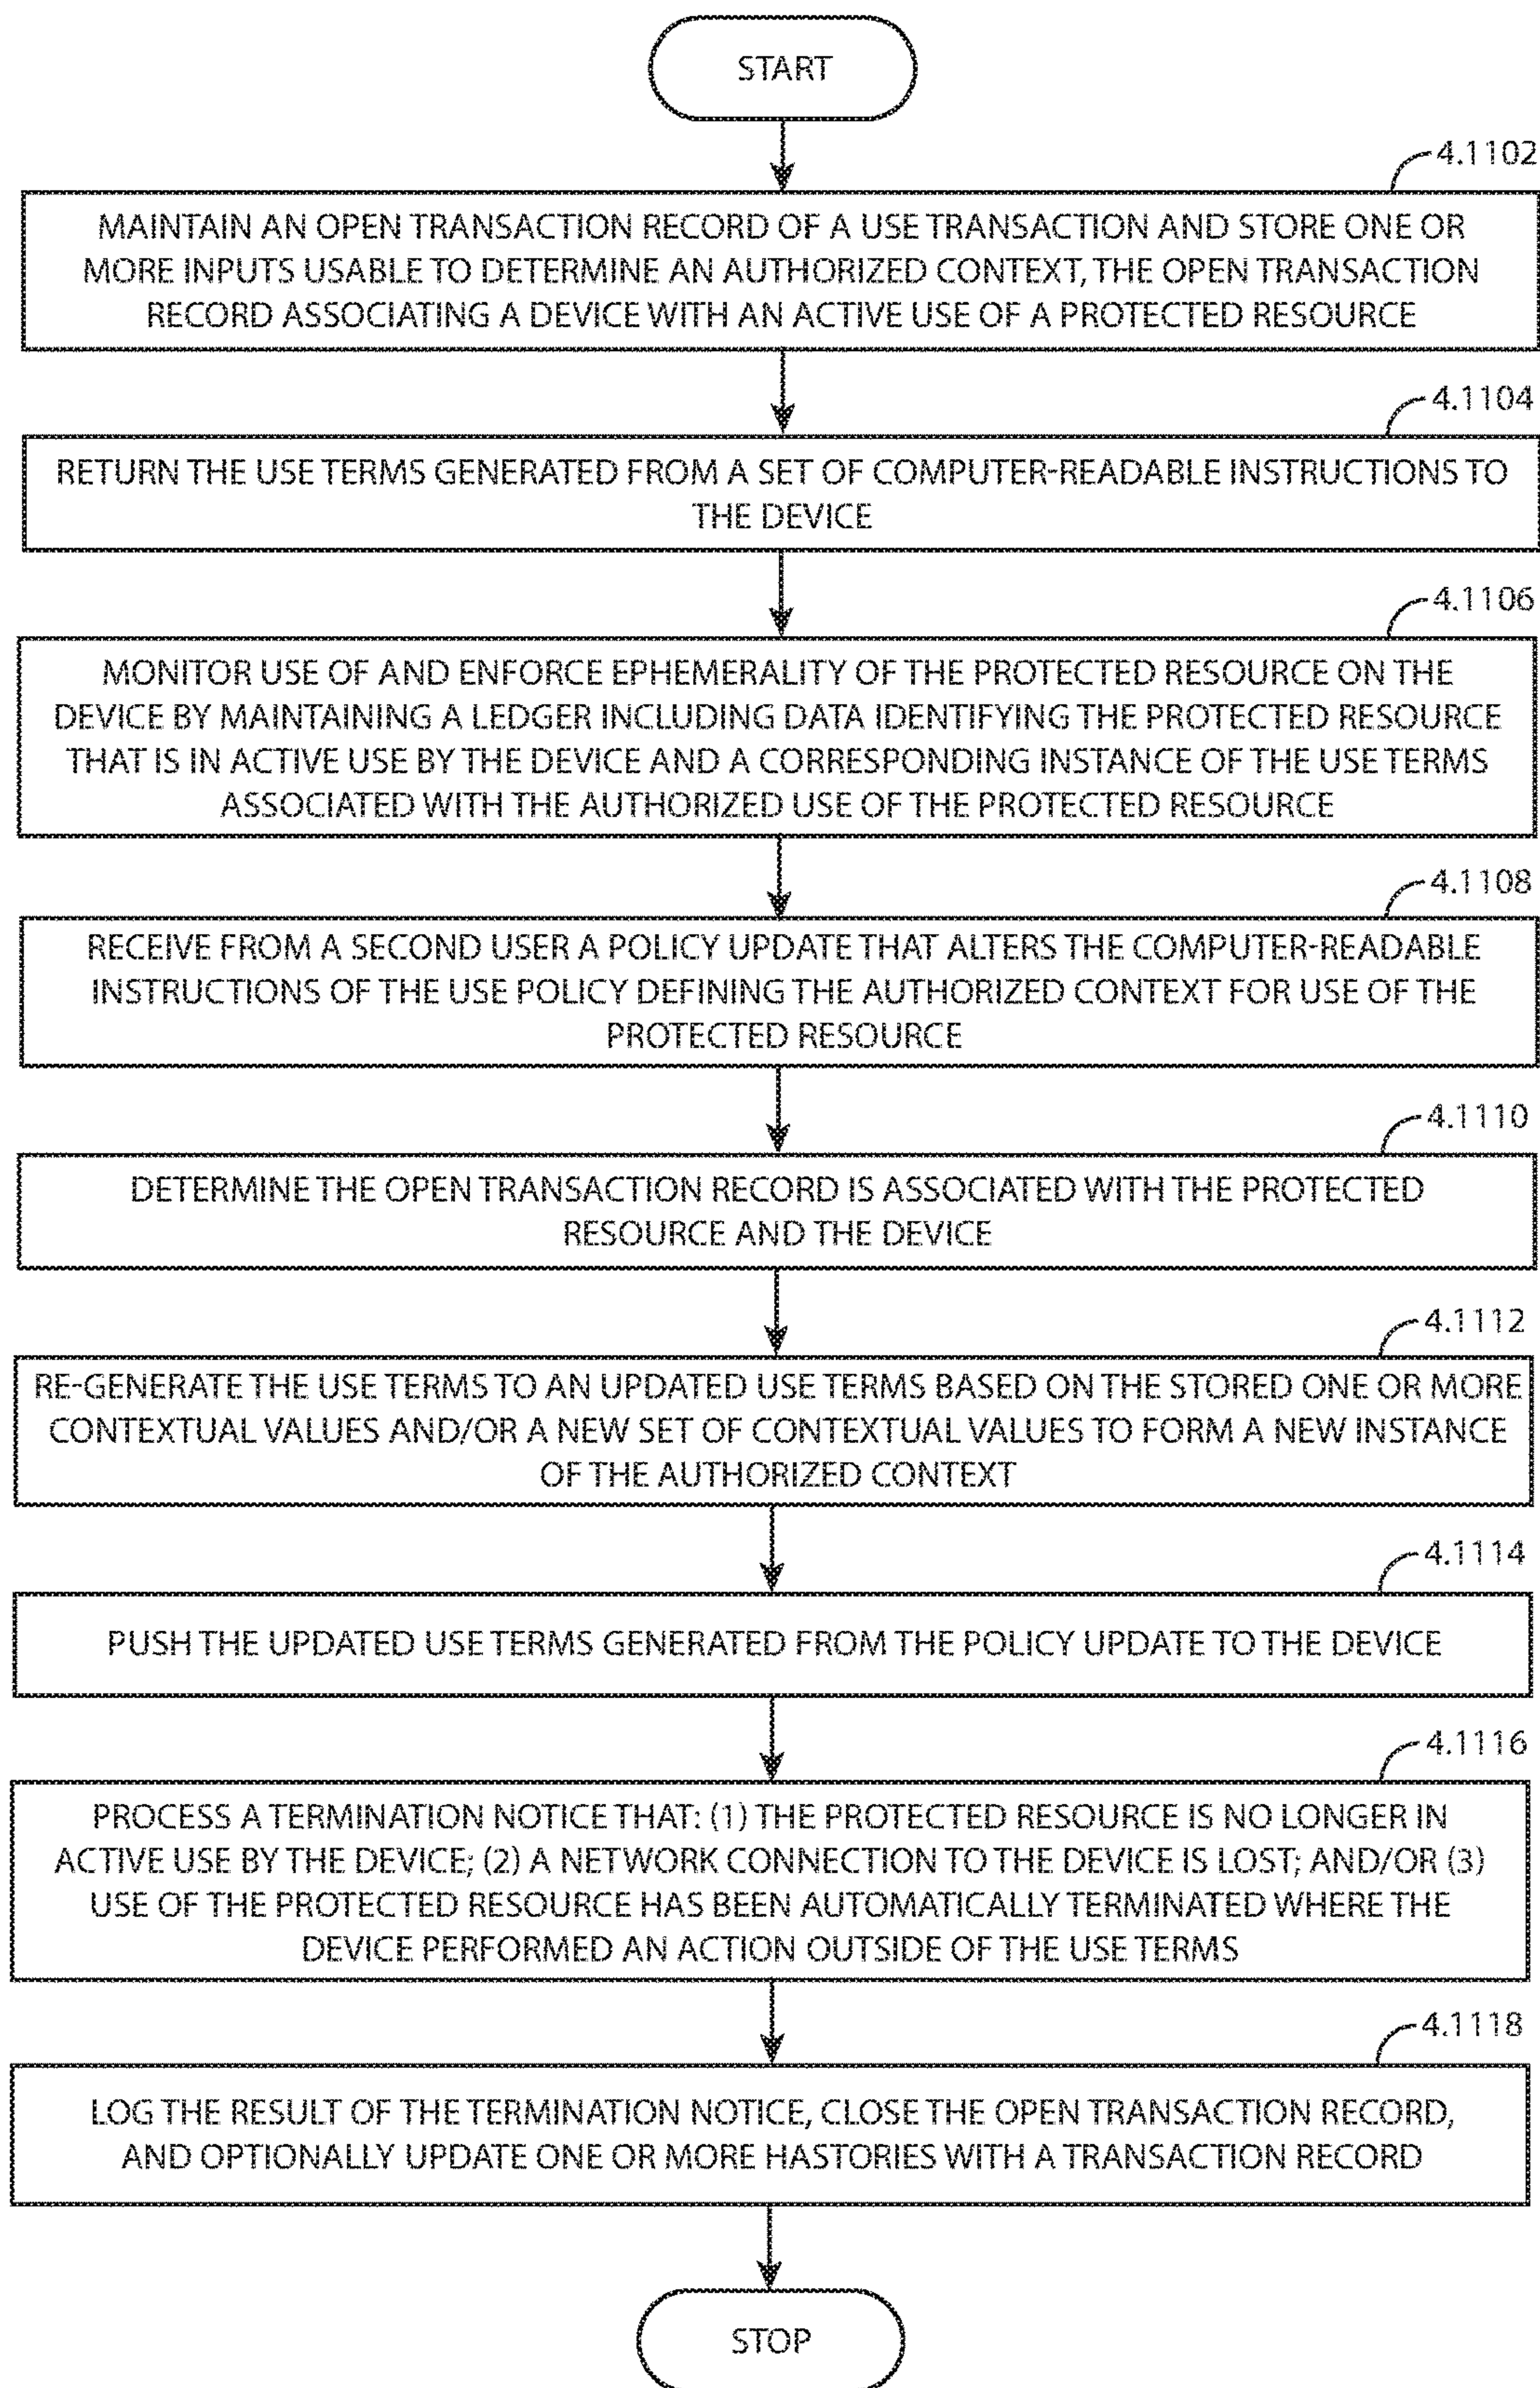 START
4.1102
MAINTAIN AN OPEN TRANSACTION RECORD OF A USE TRANSACTION AND STORE ONE OR
MORE INPUTS USABLE TO DETERMINE AN AUTHORIZED CONTEXT, THE OPEN TRANSACTION
RECORD ASSOCIATING A DEVICE WITH AN ACTIVE USE OF A PROTECTED RESOURCE
4.1104
RETURN THE USE TERMS GENERATED FROM A SET OF COMPUTER-READABLE INSTRUCTIONS TO
THE DEVICE
4.1106
MONITOR USE OF AND ENFORCE EPHEMERALITY OF THE PROTECTED RESOURCE ON THE
DEVICE BY MAINTAINING A LEDGER INCLUDING DATA IDENTIFYING THE PROTECTED RESOURCE
THAT IS IN ACTIVE USE BY THE DEVICE AND A CORRESPONDING INSTANCE OF THE USE TERMS
ASSOCIATED WITH THE AUTHORIZED USE OF THE PROTECTED RESOURCE
4.1108
RECEIVE FROM A SECOND USER A POLICY UPDATE THAT ALTERS THE COMPUTER-READABLE
INSTRUCTIONS OF THE USE POLICY DEFINING THE AUTHORIZED CONTEXT FOR USE OF THE
PROTECTED RESOURCE
4.1110
DETERMINE THE OPEN TRANSACTION RECORD IS ASSOCIATED WITH THE PROTECTED
RESOURCE AND THE DEVICE
4.1112
RE-GENERATE THE USE TERMS TO AN UPDATED USE TERMS BASED ON THE STORED ONE OR MORE
CONTEXTUAL VALUES AND/OR A NEW SET OF CONTEXTUAL VALUES TO FORM A NEW INSTANCE
OF THE AUTHORIZED CONTEXT
4.1114
PUSH THE UPDATED USE TERMS GENERATED FROM THE POLICY UPDATE TO THE DEVICE
4.1116
PROCESS A TERMINATION NOTICE THAT: (1) THE PROTECTED RESOURCE IS NO LONGER IN
ACTIVE USE BY THE DEVICE; (2) A NETWORK CONNECTION TO THE DEVICE IS LOST; AND/OR (3)
USE OF THE PROTECTED RESOURCE HAS BEEN AUTOMATICALLY TERMINATED WHERE THE
DEVICE PERFORMED AN ACTION OUTSIDE OF THE USE TERMS
4.1118
LOG THE RESULT OF THE TERMINATION NOTICE, CLOSE THE OPEN TRANSACTION RECORD,
AND OPTIONALLY UPDATE ONE OR MORE HASTORIES WITH A TRANSACTION RECORD
STOP